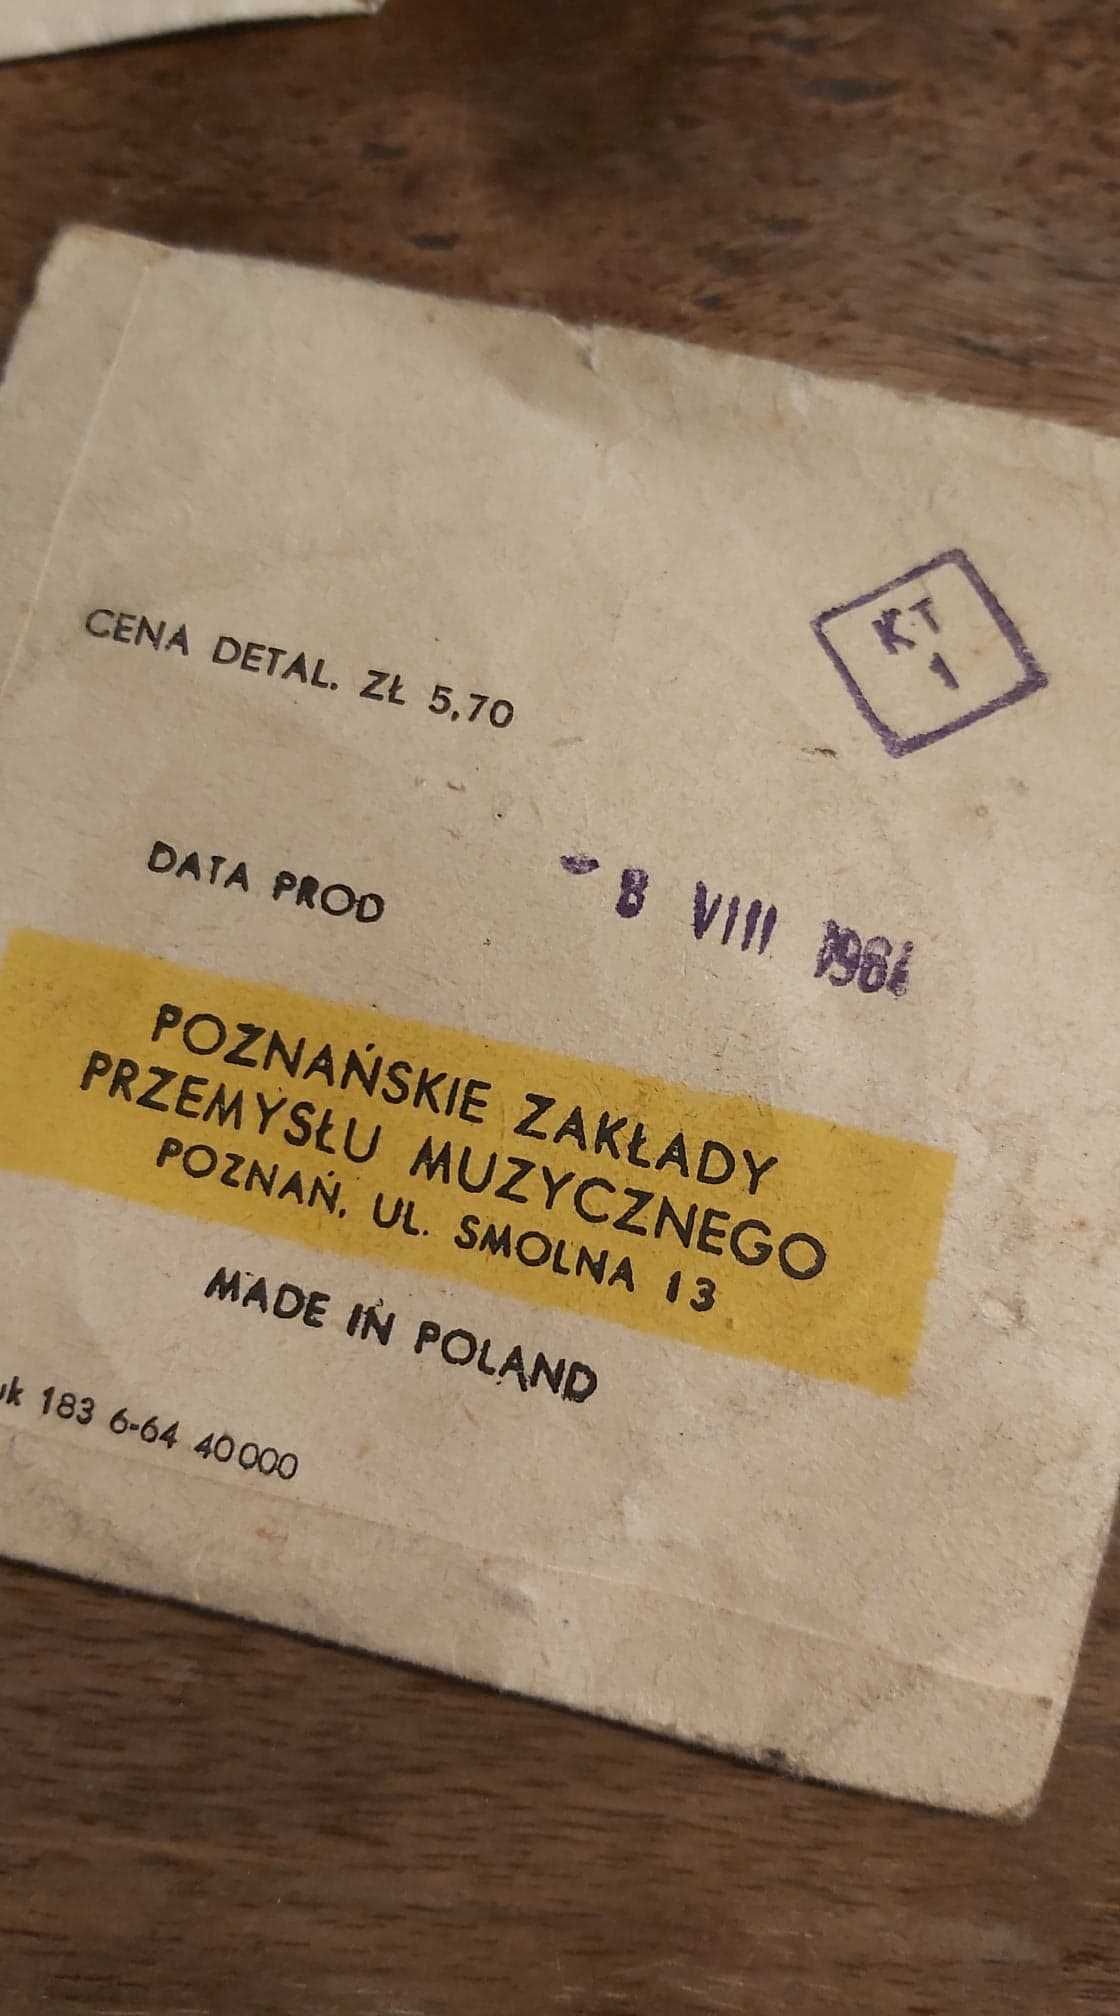 KT
1
CENA DETAL. ZŁ 5,70
DATA PROD
- 8 VIII
POZNAŃSKIE ZAKŁADY
PRZEMYSŁU MUZYCZNEGO
POZNAŃ, UL. SMOLNA 13
MADE IN POLAND
183 6-64 40000